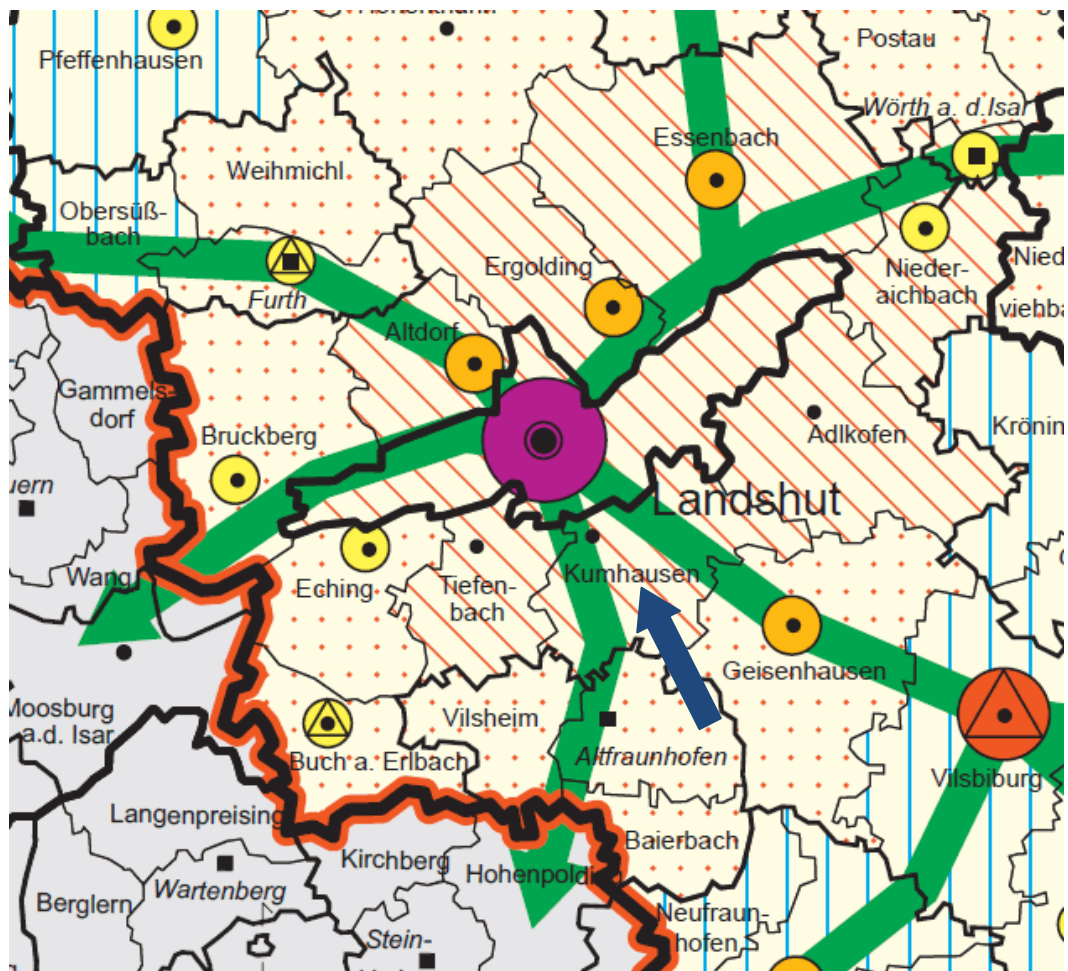 Postau
Pfeffenhausen
Wörth a. d.Isar
Essenbach
Weihmichl
Obersüß-
bach
Ergolding
Nieder-
aichbach
Nied
viehba
Furth
Altdorf
Gammels-
dorf
Bruckberg
Adlkofen
Krönin
uern
Landshut
Wang
Eching
Tiefen-
bach
Kumhausen
Geisenhausen
Moosburg
a.d. Isar
Vilsheim
Altfraunhofen
Buch a. Erlbach
Vilsbiburg
Langenpreising
Kirchberg
Baierbach
Hohenpoldi
Wartenberg
Berglern
Neufraun-
hofen
Stein-